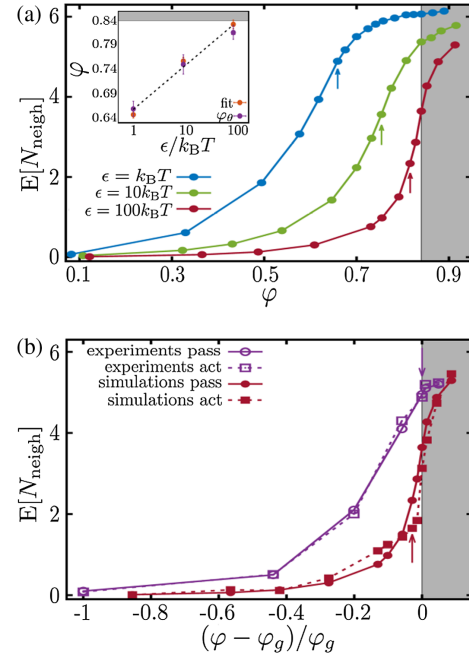 (a)
E[N_neigh]
6
4
2
0
0.1
0.3
0.5
0.7
0.9
φ
ϵ = k_BT
ϵ = 10k_BT
ϵ = 100k_BT
φ
0.84
0.79
0.74
0.69
0.64
1
10
100
ϵ/k_BT
fit
φ_θ
(b)
E[N_neigh]
6
4
2
0
experiments pass
experiments act
simulations pass
simulations act
-1
-0.8
-0.6
-0.4
-0.2
0
(φ − φ_g)/φ_g